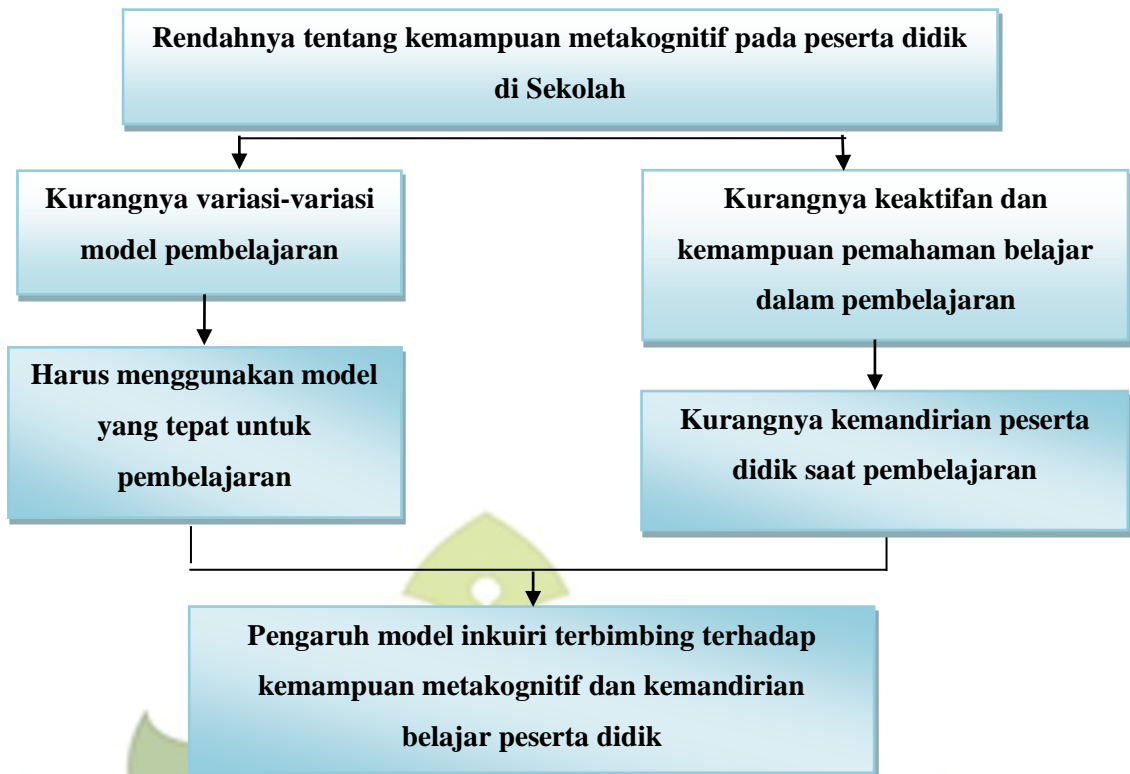 Rendahnya tentang kemampuan metakognitif pada peserta didik
di Sekolah
Kurangnya variasi-variasi
model pembelajaran
Kurangnya keaktifan dan
kemampuan pemahaman belajar
dalam pembelajaran
Harus menggunakan model
yang tepat untuk
pembelajaran
Kurangnya kemandirian peserta
didik saat pembelajaran
Pengaruh model inkuiri terbimbing terhadap
kemampuan metakognitif dan kemandirian
belajar peserta didik